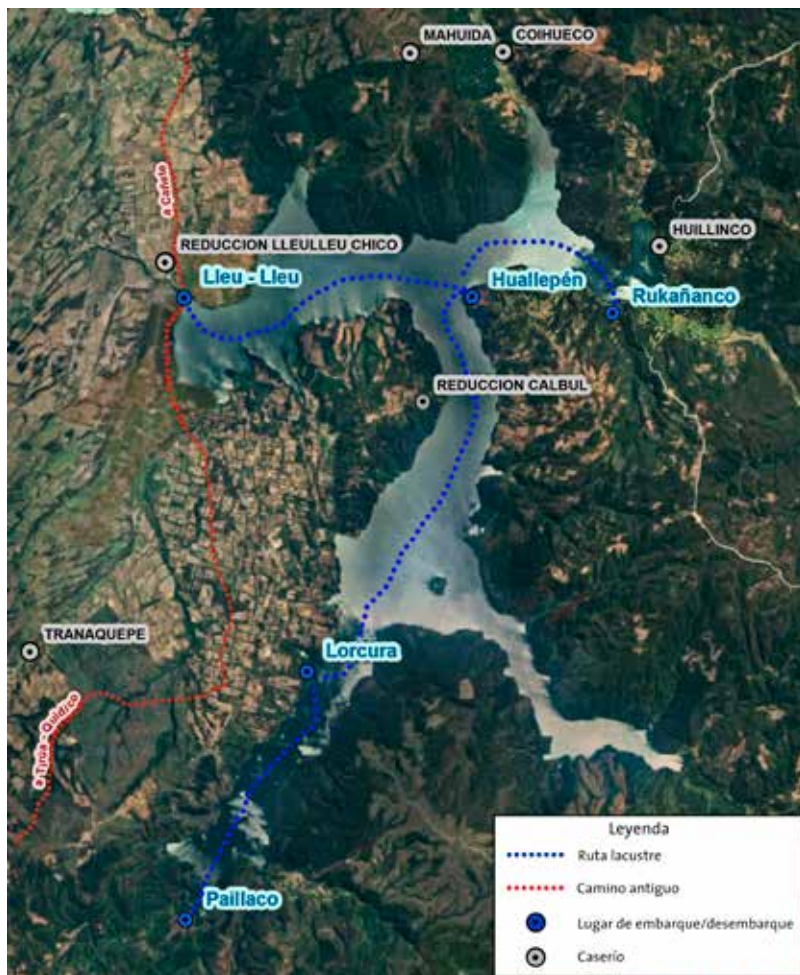 MAHUIDA
COIHUECO
a Cañete
REDUCCION LLEULLEU CHICO
HUILLINCO
Lleu - Lleu
Huallepén
Rukañanco
REDUCCION CALBUL
TRANAQUEPE
Lorcura
a Tirúa - Quidico
Paillaco
Leyenda
Ruta lacustre
Camino antiguo
Lugar de embarque/desembarque
Caserío